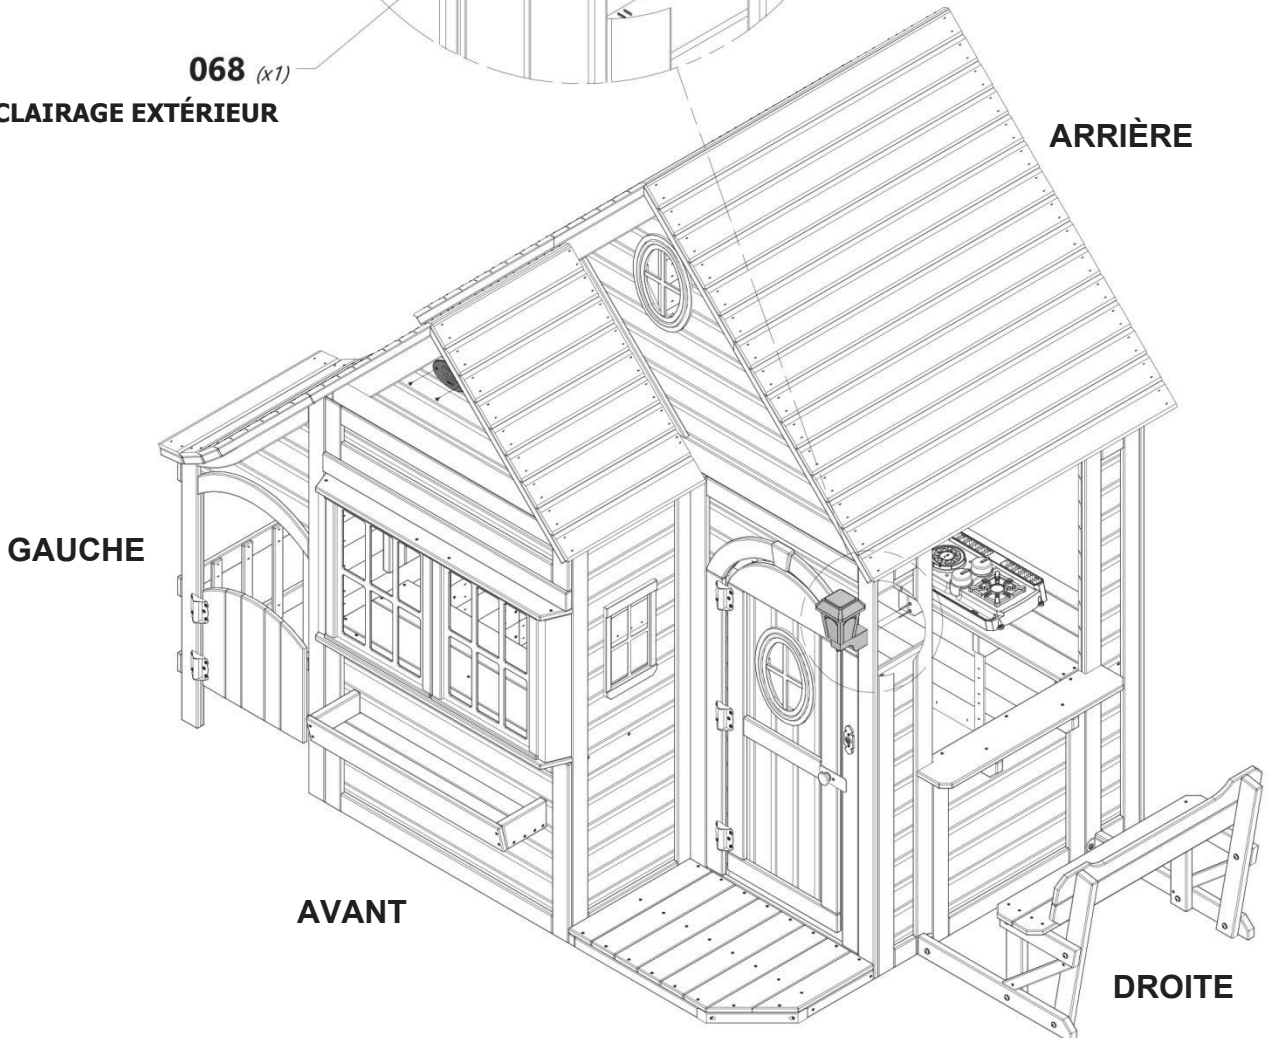 068 (x1)
CLAIRAGE EXTÉRIEUR
ARRIÈRE
GAUCHE
AVANT
DROITE